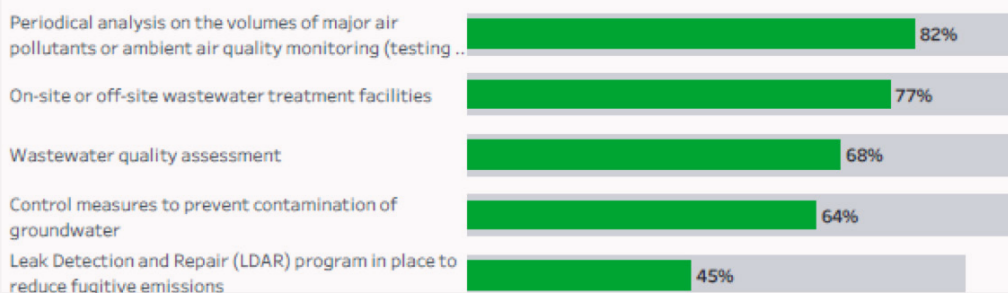 Periodical analysis on the volumes of major air
pollutants or ambient air quality monitoring (testing ..
82%
On-site or off-site wastewater treatment facilities
77%
Wastewater quality assessment
68%
Control measures to prevent contamination of
groundwater
64%
Leak Detection and Repair (LDAR) program in place to
reduce fugitive emissions
45%